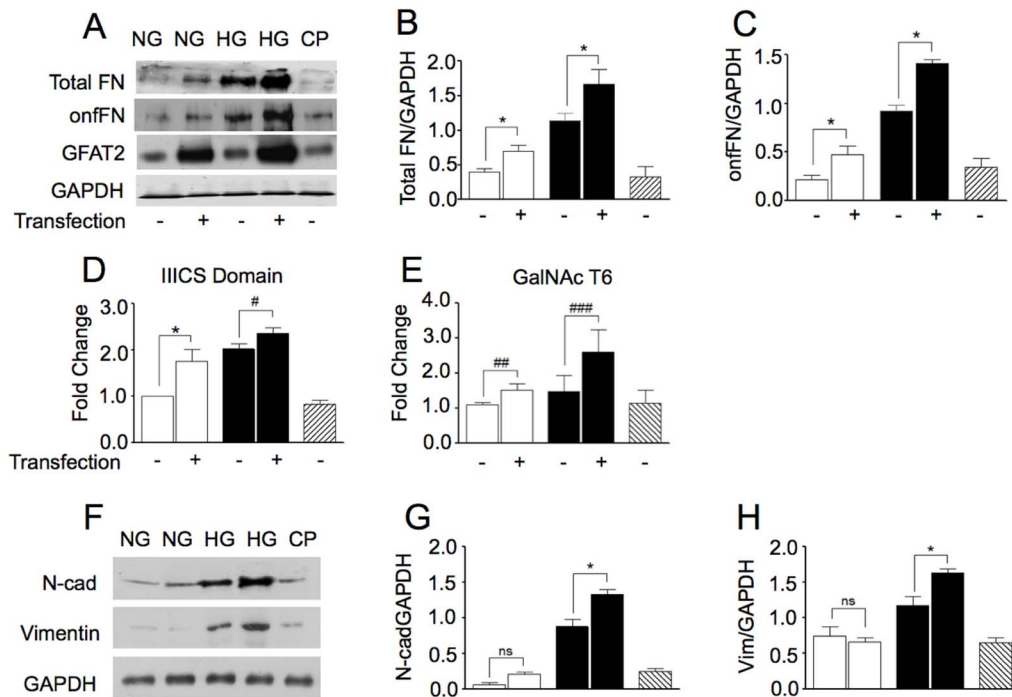 A
NG NG HG HG CP
Total FN
onfFN
GFAT2
GAPDH
Transfection - + - + -
B
Total FN/GAPDH
2.0
1.5
1.0
0.5
0.0
* *
- + - + -
C
onfFN/GAPDH
1.5
1.0
0.5
0.0
* *
- + - + -
D
IIICS Domain
Fold Change
3.0
2.0
1.0
0.0
* #
Transfection - + - + -
E
GalNAc T6
Fold Change
4.0
3.0
2.0
1.0
0.0
## ###
- + - + -
F
NG NG HG HG CP
N-cad
Vimentin
GAPDH
G
N-cadGAPDH
2.0
1.5
1.0
0.5
0.0
ns *
H
Vim/GAPDH
2.0
1.5
1.0
0.5
0.0
ns *